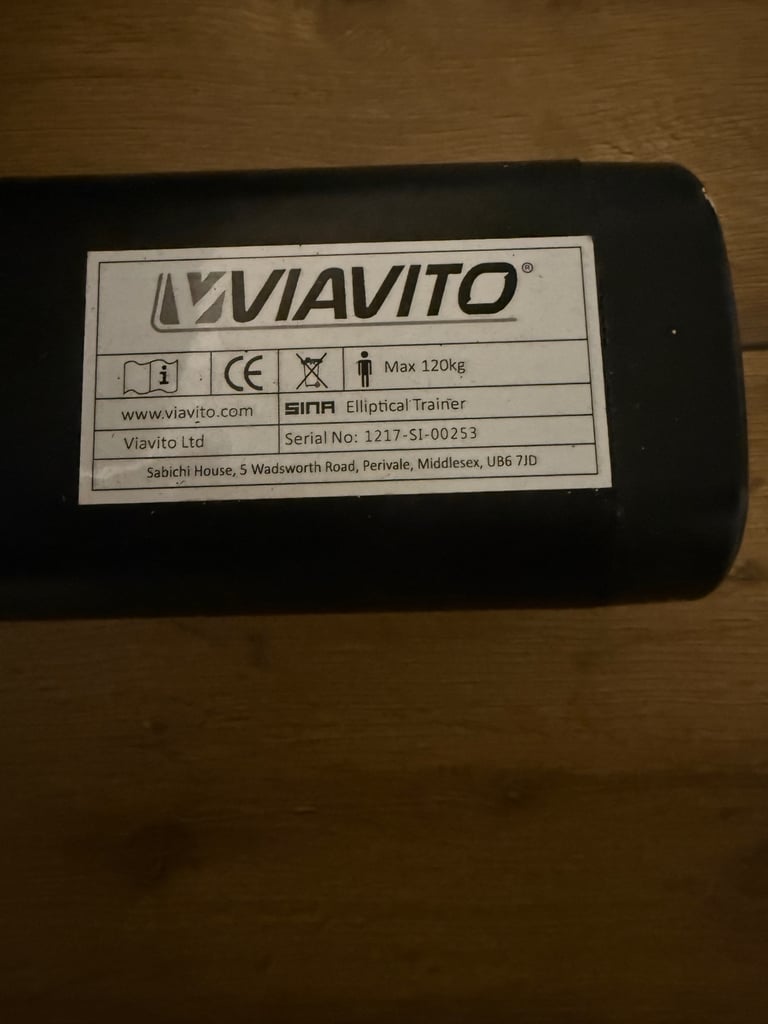 VIAVITO®
i CE Max 120kg
www.viavito.com SINA Elliptical Trainer
Viavito Ltd Serial No: 1217-SI-00253
Sabichi House, 5 Wadsworth Road, Perivale, Middlesex, UB6 7JD